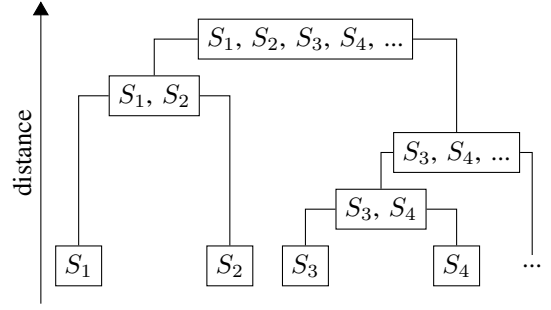 S₁, S₂, S₃, S₄, ...
S₁, S₂
S₃, S₄, ...
S₃, S₄
S₁
S₂
S₃
S₄
...
distance